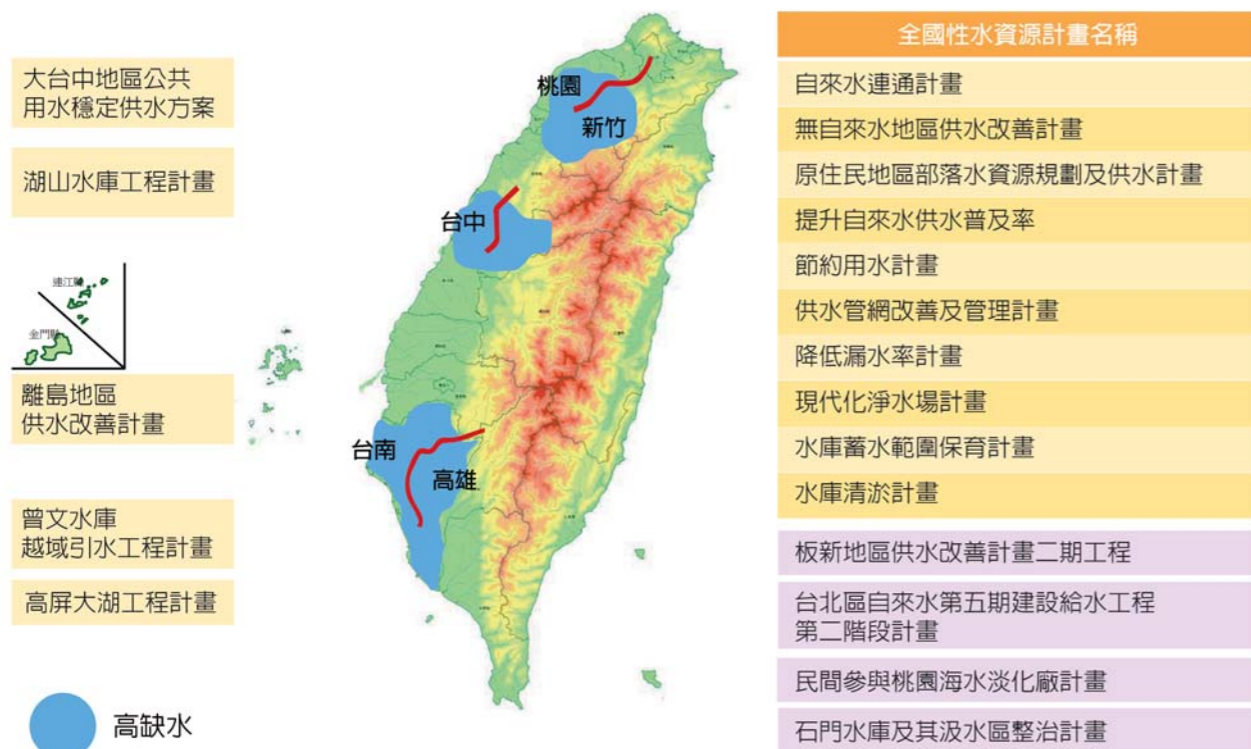 大台中地區公共
用水穩定供水方案
湖山水庫工程計畫
連江縣
金門縣
離島地區
供水改善計畫
曾文水庫
越域引水工程計畫
高屏大湖工程計畫
高缺水
桃園
新竹
台中
台南
高雄
全國性水資源計畫名稱
自來水連通計畫
無自來水地區供水改善計畫
原住民地區部落水資源規劃及供水計畫
提升自來水供水普及率
節約用水計畫
供水管網改善及管理計畫
降低漏水率計畫
現代化淨水場計畫
水庫蓄水範圍保育計畫
水庫清淤計畫
板新地區供水改善計畫二期工程
台北區自來水第五期建設給水工程
第二階段計畫
民間參與桃園海水淡化廠計畫
石門水庫及其汲水區整治計畫